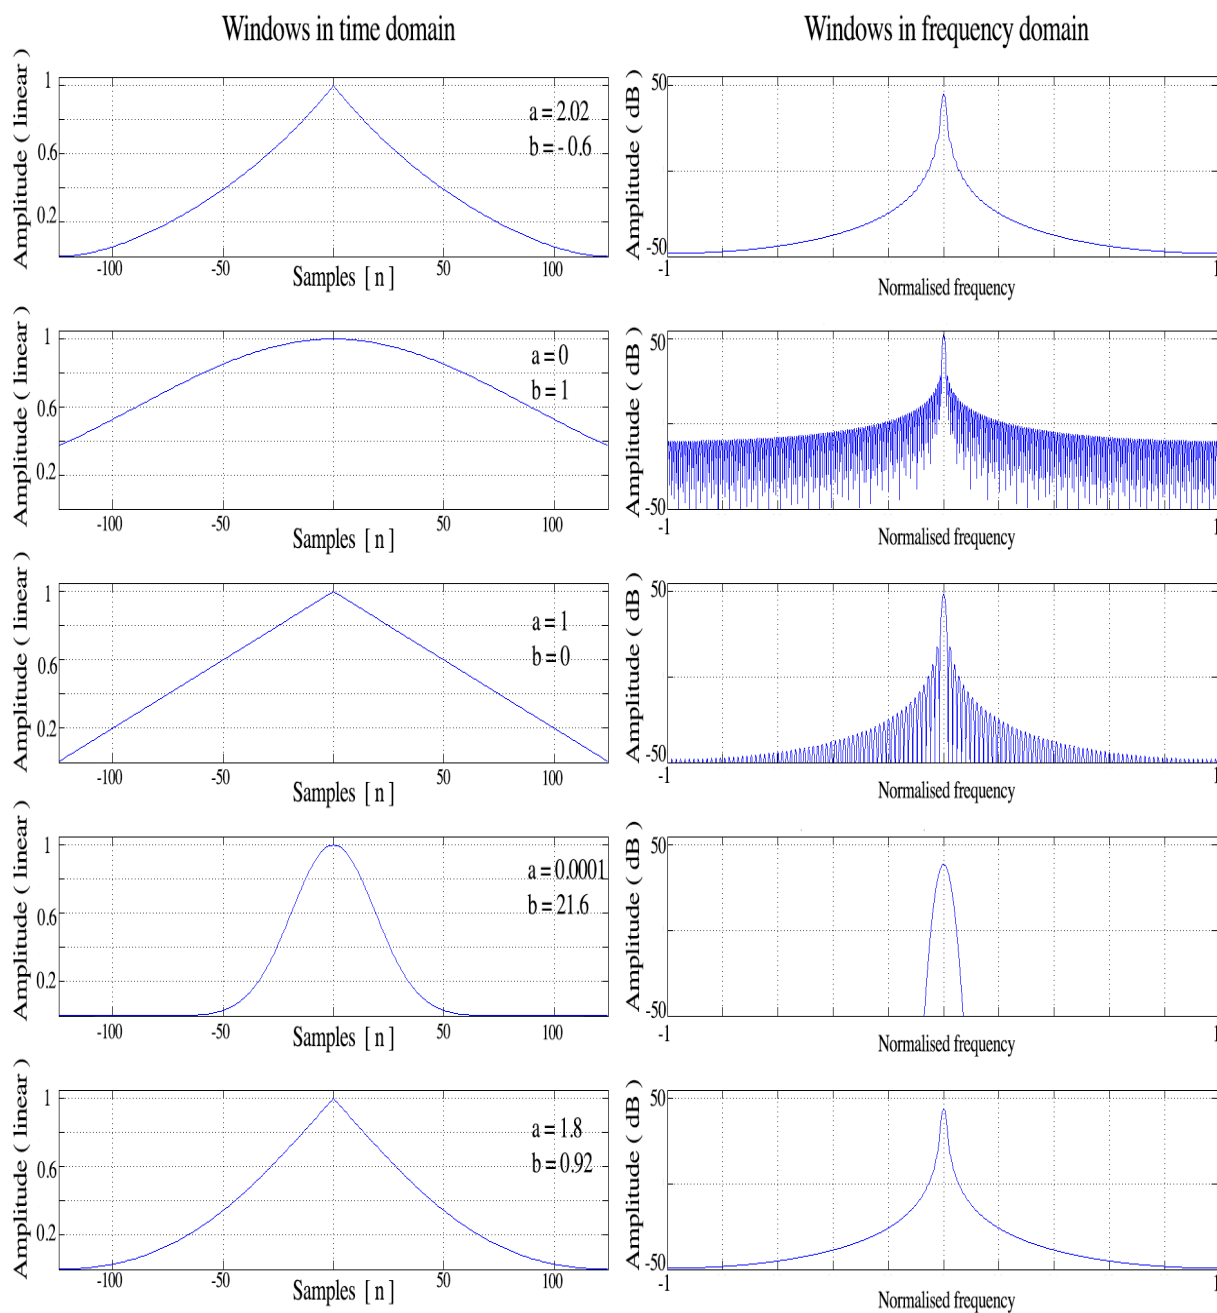 Windows in time domain
Windows in frequency domain
Amplitude ( linear )
1
0.6
0.2
a = 2.02
b = - 0.6
-100
-50
50
100
Samples [ n ]
Amplitude ( dB )
50
-50
-1
1
Normalised frequency
Amplitude ( linear )
1
0.6
0.2
a = 0
b = 1
-100
-50
50
100
Samples [ n ]
Amplitude ( dB )
50
-50
-1
1
Normalised frequency
Amplitude ( linear )
1
0.6
0.2
a = 1
b = 0
-100
-50
50
100
Samples [ n ]
Amplitude ( dB )
50
-50
-1
1
Normalised frequency
Amplitude ( linear )
1
0.6
0.2
a = 0.0001
b = 21.6
-100
-50
50
100
Samples [ n ]
Amplitude ( dB )
50
-50
-1
1
Normalised frequency
Amplitude ( linear )
1
0.6
0.2
a = 1.8
b = 0.92
-100
-50
50
100
Samples [ n ]
Amplitude ( dB )
50
-50
-1
1
Normalised frequency